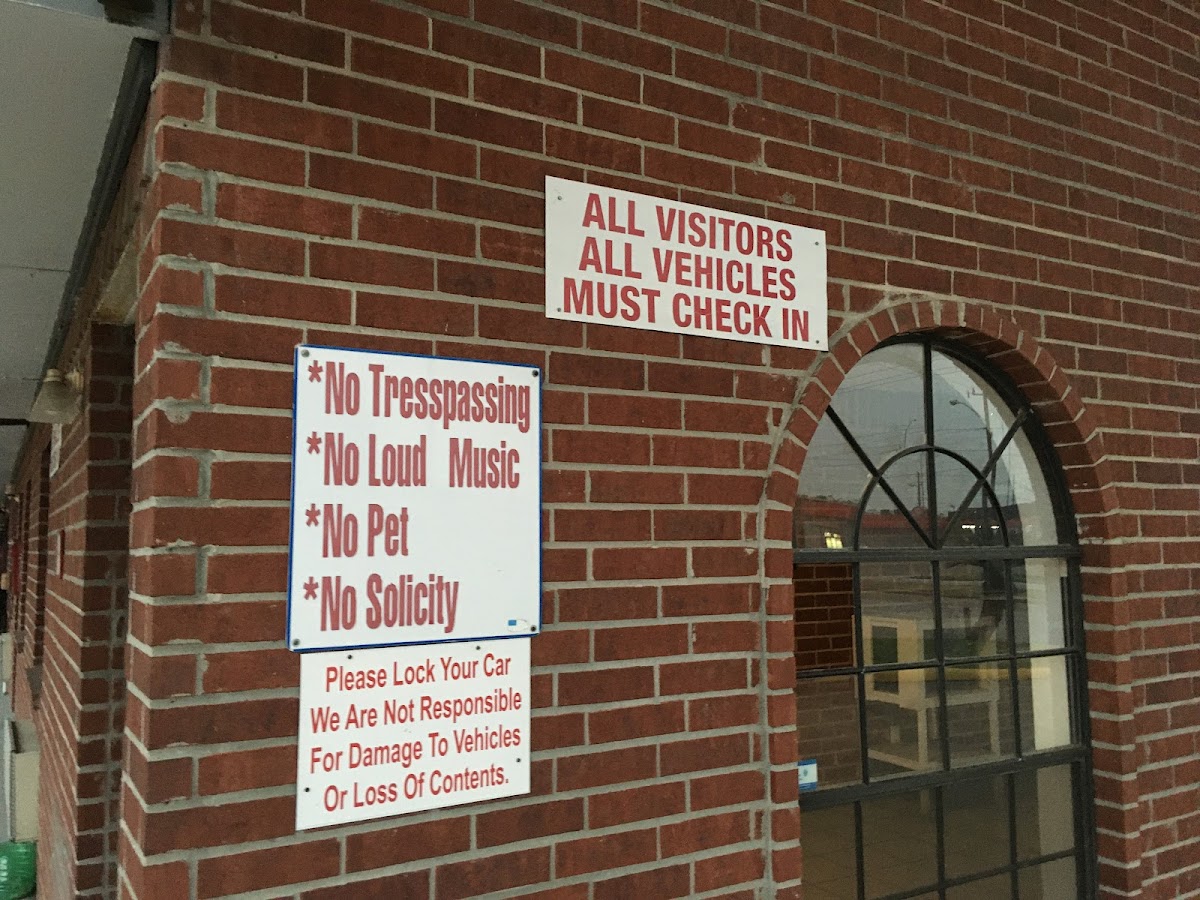 ALL VISITORS
ALL VEHICLES
MUST CHECK IN
*No Tresspassing
*No Loud Music
*No Pet
*No Solicity
Please Lock Your Car
We Are Not Responsible
For Damage To Vehicles
Or Loss Of Contents.